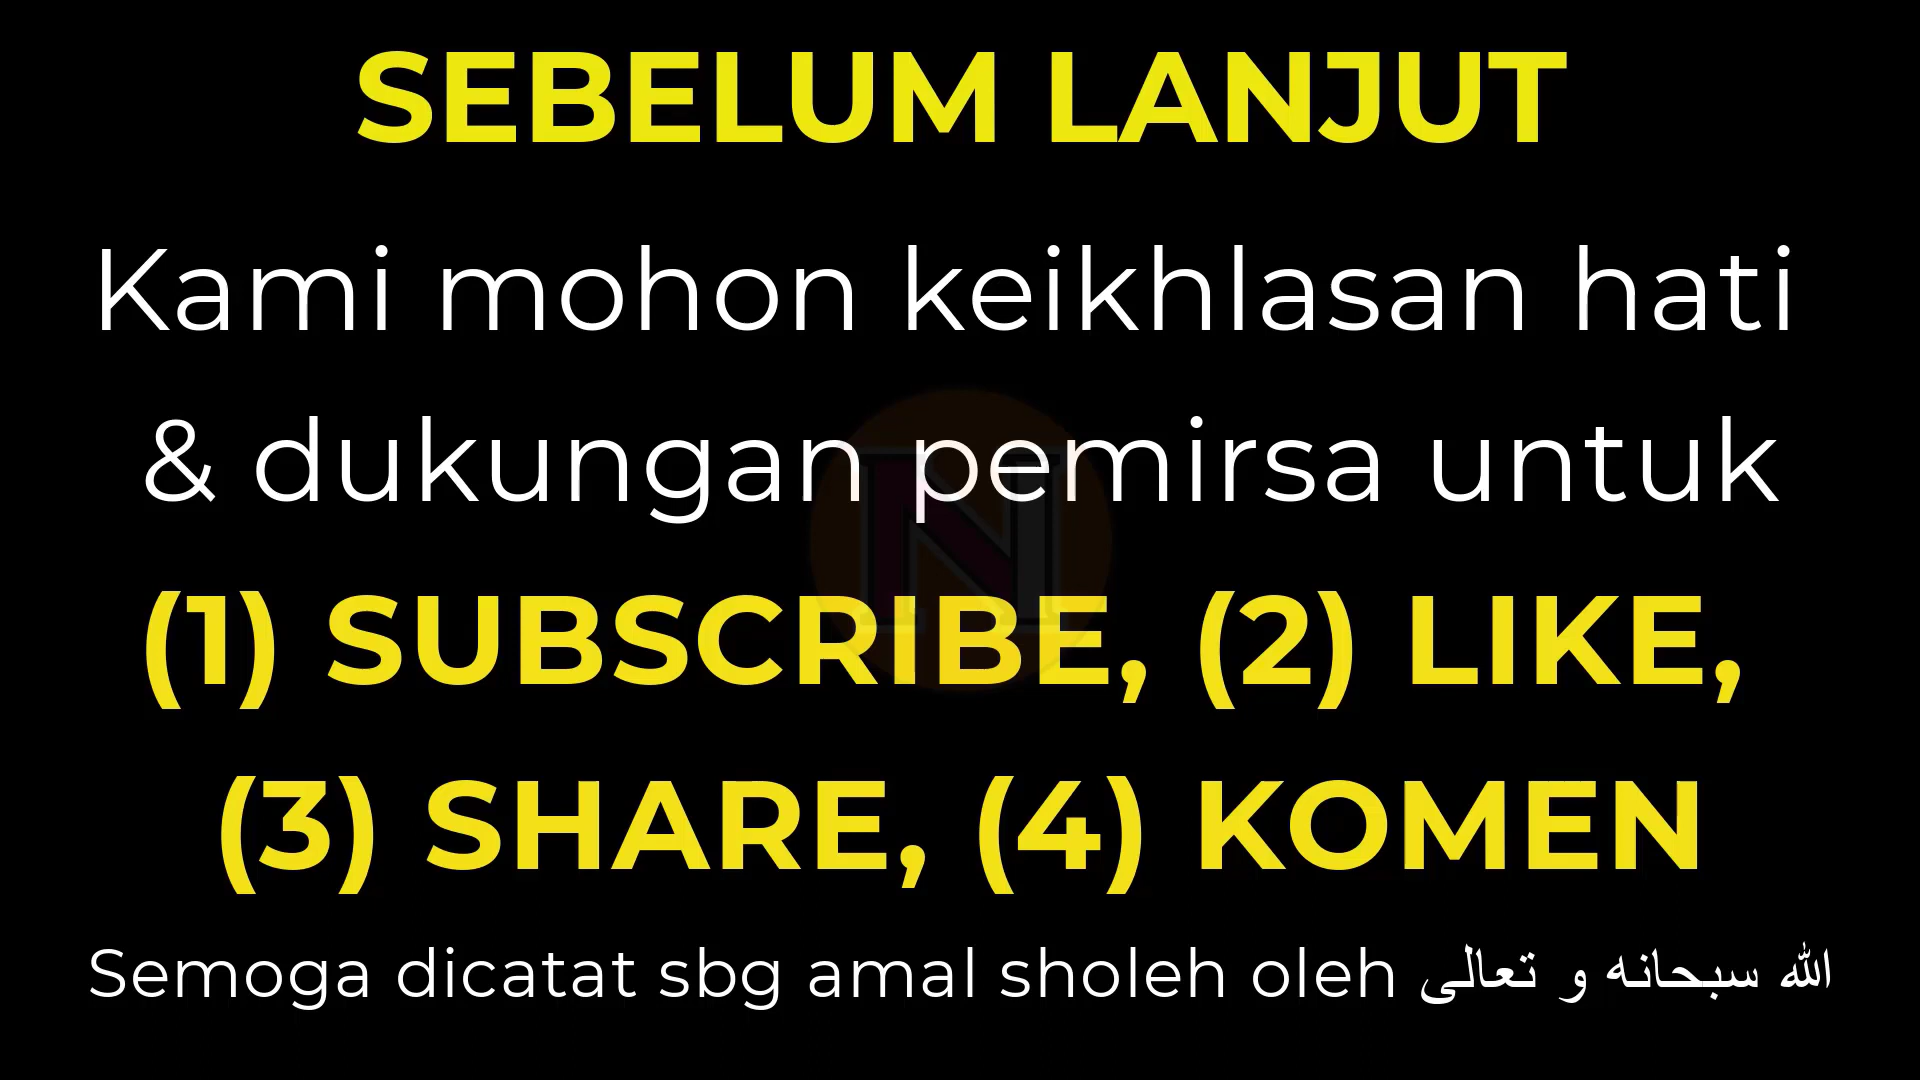 SEBELUM LANJUT
Kami mohon keikhlasan hati
& dukungan pemirsa untuk
(1) SUBSCRIBE, (2) LIKE,
(3) SHARE, (4) KOMEN
Semoga dicatat sbg amal sholeh oleh الله سبحانه و تعالى
N